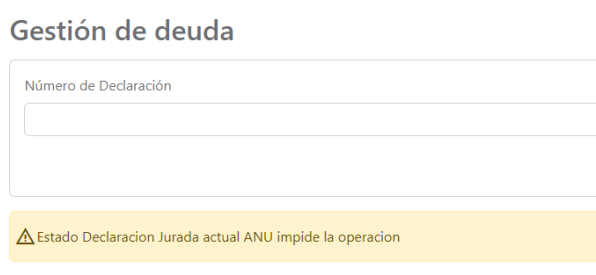 Gestión de deuda
Número de Declaración
Estado Declaracion Jurada actual ANU impide la operacion